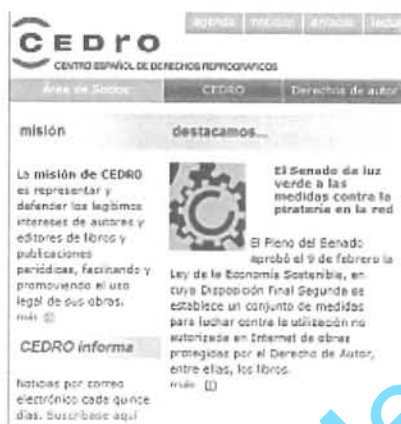 agenda noticias enlaces
CEDrO
CENTRO ESPAÑOL DE DERECHOS REPROGRÁFICOS
Área de Socios CEDRO Derechos de autor
misión
La misión de CEDRO
es representar y
defender los legítimos
intereses de autores y
editores de libros y
publicaciones
periódicas, facilitando y
promoviendo el uso
legal de sus obras.
más
CEDRO informa
Noticias por correo
electrónico cada quince
días. Suscríbase aquí
destacamos...
El Senado da luz
verde a las
medidas contra la
piratería en la red
El Pleno del Senado
aprobó el 9 de febrero la
Ley de la Economía Sostenible, en
cuya Disposición Final Segunda se
establece un conjunto de medidas
para luchar contra la utilización no
autorizada en Internet de obras
protegidas por el Derecho de Autor,
entre ellas, los libros.
más